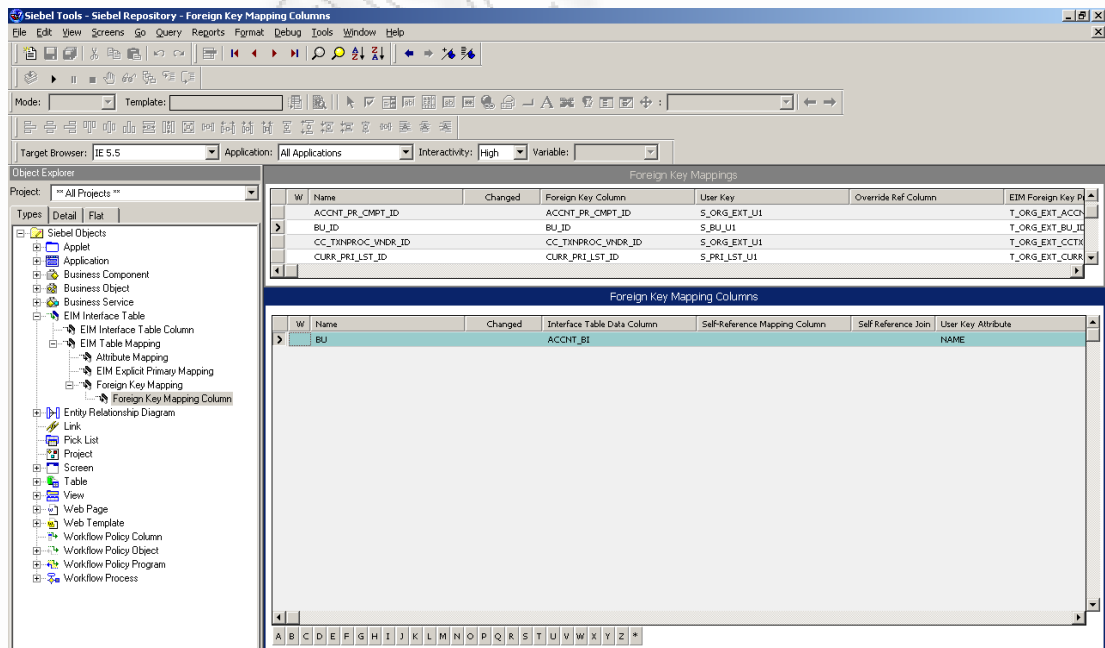 Siebel Tools - Siebel Repository - Foreign Key Mapping Columns
File Edit View Screens Go Query Reports Format Debug Tools Window Help
Mode: Template:
Target Browser: IE 5.5 Application: All Applications Interactivity: High Variable:
Object Explorer
Project: ** All Projects **
Types Detail Flat
Siebel Objects
Applet
Application
Business Component
Business Object
Business Service
EIM Interface Table
EIM Interface Table Column
EIM Table Mapping
Attribute Mapping
EIM Explicit Primary Mapping
Foreign Key Mapping
Foreign Key Mapping Column
Entity Relationship Diagram
Link
Pick List
Project
Screen
Table
View
Web Page
Web Template
Workflow Policy Column
Workflow Policy Object
Workflow Policy Program
Workflow Process
Foreign Key Mappings
W Name Changed Foreign Key Column User Key Override Ref Column EIM Foreign Key P
ACCNT_PR_CMPT_ID ACCNT_PR_CMPT_ID S_ORG_EXT_U1 T_ORG_EXT_ACCN
BU_ID BU_ID S_BU_U1 T_ORG_EXT_BU_ID
CC_TXNPROC_VNDR_ID CC_TXNPROC_VNDR_ID S_ORG_EXT_U1 T_ORG_EXT_CCTX
CURR_PRI_LST_ID CURR_PRI_LST_ID S_PRI_LST_U1 T_ORG_EXT_CURR
Foreign Key Mapping Columns
W Name Changed Interface Table Data Column Self-Reference Mapping Column Self Reference Join User Key Attribute
BU ACCNT_BI NAME
A B C D E F G H I J K L M N O P Q R S T U V W X Y Z *